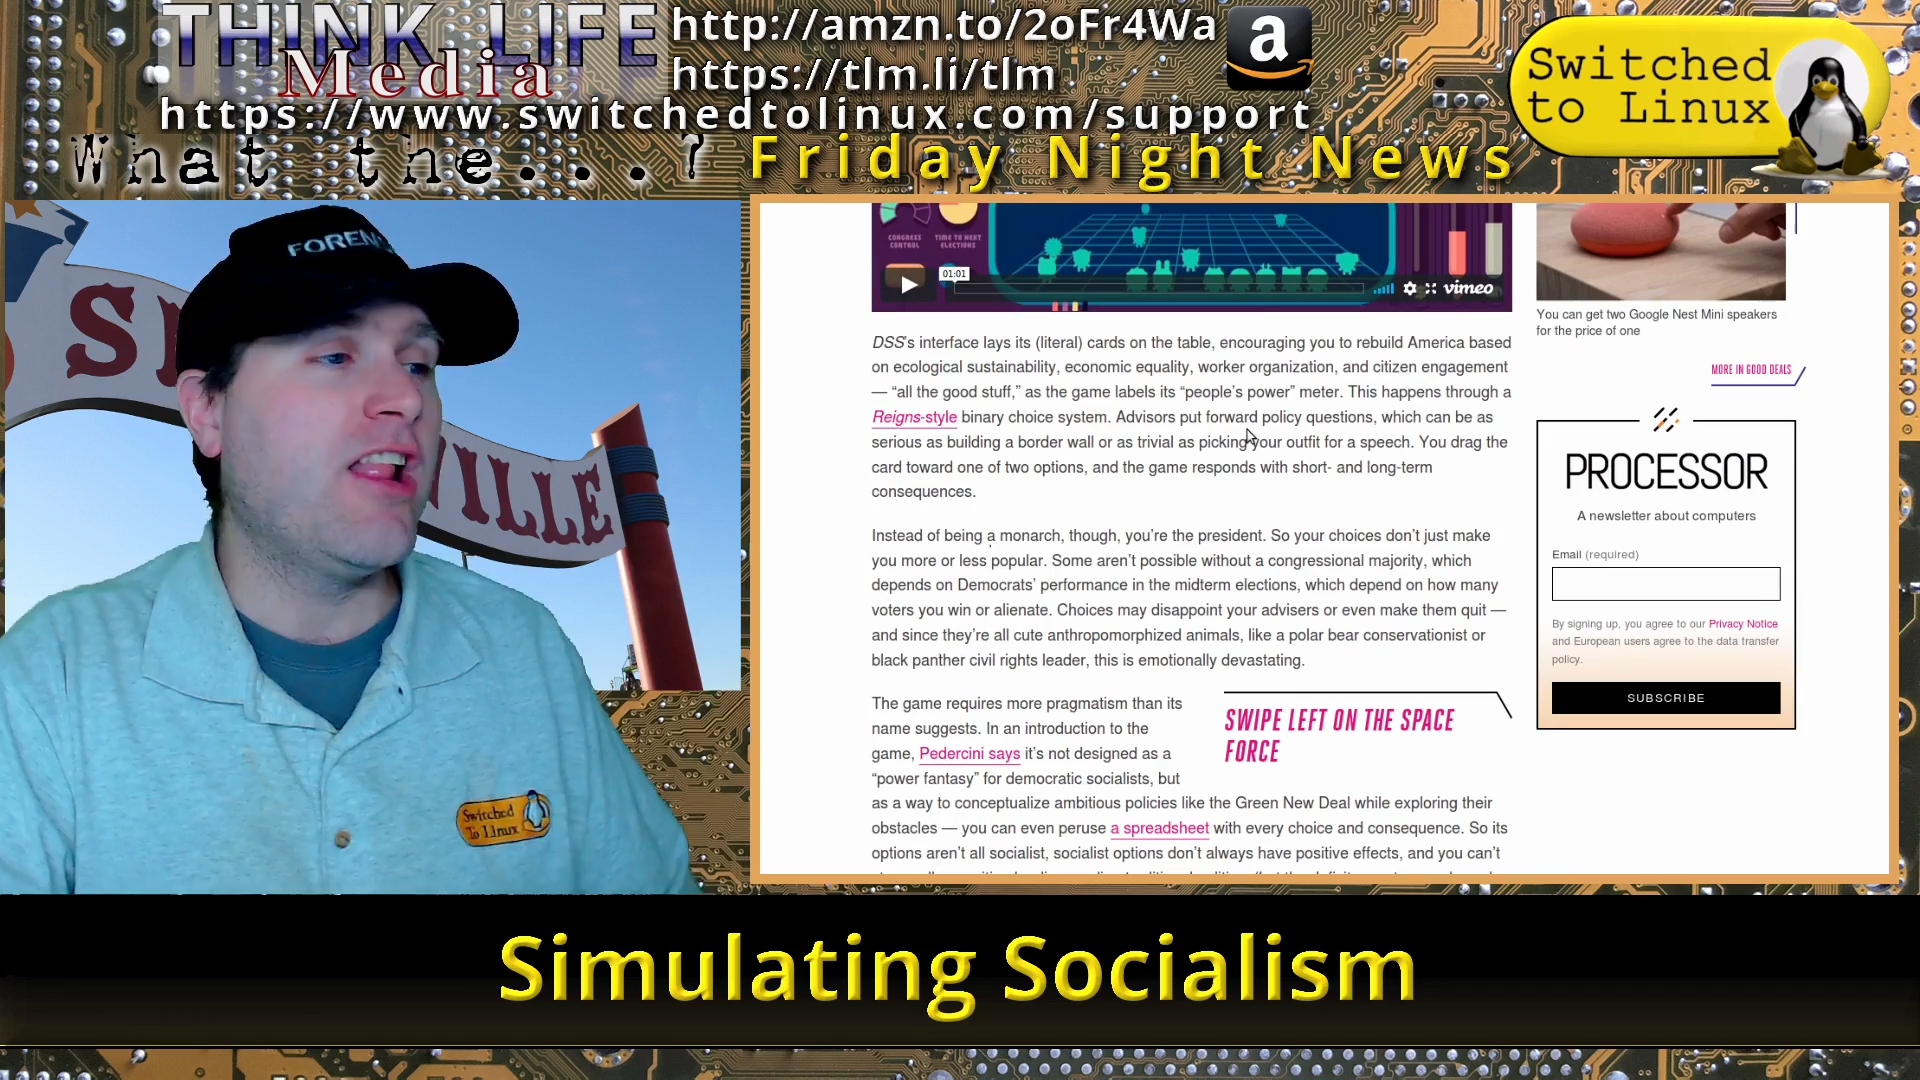 THINK LIFE
Media
http://amzn.to/2oFr4Wa
https://tlm.li/tlm
a
https://www.switchedtolinux.com/support
Switched
to Linux
What the...?
Friday Night News
FOREN
VILLE
CONGRESS
CONTROL
TIME TO NEXT
ELECTIONS
01:01
vimeo
DSS's interface lays its (literal) cards on the table, encouraging you to rebuild America based
on ecological sustainability, economic equality, worker organization, and citizen engagement
— “all the good stuff,” as the game labels its “people's power” meter. This happens through a
Reigns-style binary choice system. Advisors put forward policy questions, which can be as
serious as building a border wall or as trivial as picking your outfit for a speech. You drag the
card toward one of two options, and the game responds with short- and long-term
consequences.
Instead of being a monarch, though, you're the president. So your choices don't just make
you more or less popular. Some aren't possible without a congressional majority, which
depends on Democrats' performance in the midterm elections, which depend on how many
voters you win or alienate. Choices may disappoint your advisers or even make them quit —
and since they're all cute anthropomorphized animals, like a polar bear conservationist or
black panther civil rights leader, this is emotionally devastating.
The game requires more pragmatism than its
name suggests. In an introduction to the
game, Pedercini says it's not designed as a
“power fantasy” for democratic socialists, but
as a way to conceptualize ambitious policies like the Green New Deal while exploring their
obstacles — you can even peruse a spreadsheet with every choice and consequence. So its
options aren't all socialist, socialist options don't always have positive effects, and you can't
SWIPE LEFT ON THE SPACE
FORCE
You can get two Google Nest Mini speakers
for the price of one
MORE IN GOOD DEALS
PROCESSOR
A newsletter about computers
Email (required)
By signing up, you agree to our Privacy Notice
and European users agree to the data transfer
policy.
SUBSCRIBE
Switched
To Linux
Simulating Socialism